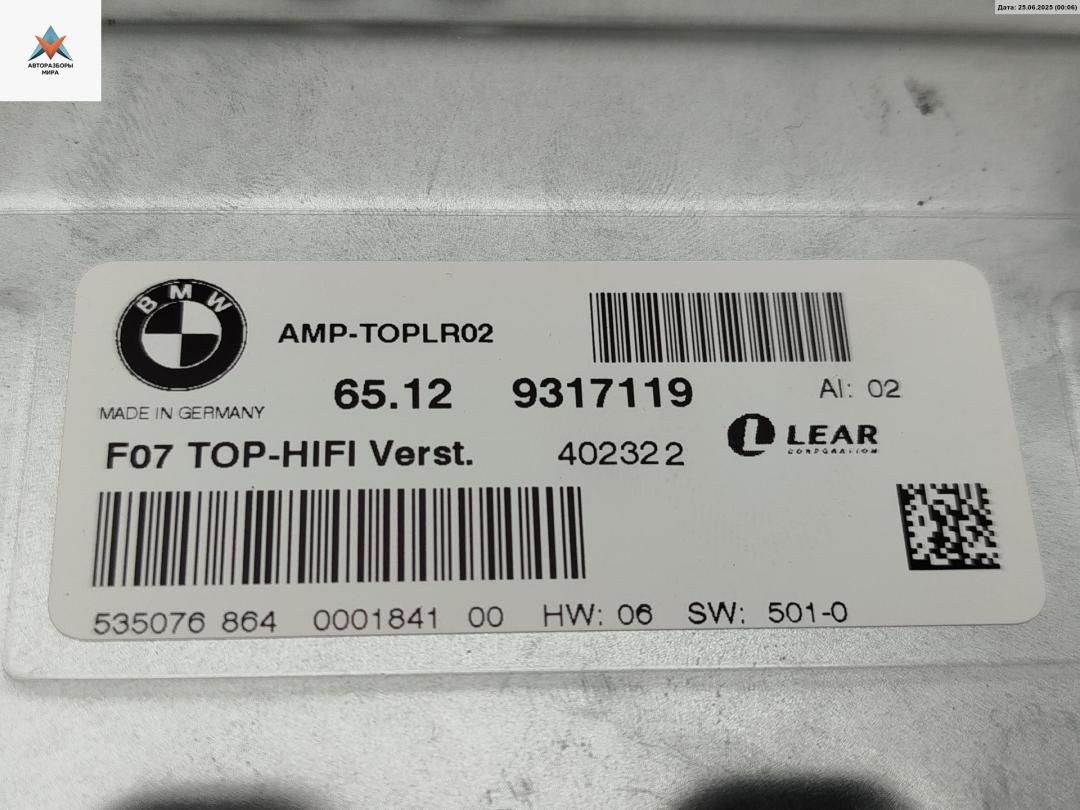 Дата: 25.06.2025 (00:06)
АВТОРАЗБОРЫ
МИРА
BMW
AMP-TOPLR02
65.12 9317119 AI: 02
MADE IN GERMANY
F07 TOP-HIFI Verst. 402322 LEAR
CORPORATION
535076 864 0001841 00 HW: 06 SW: 501-0